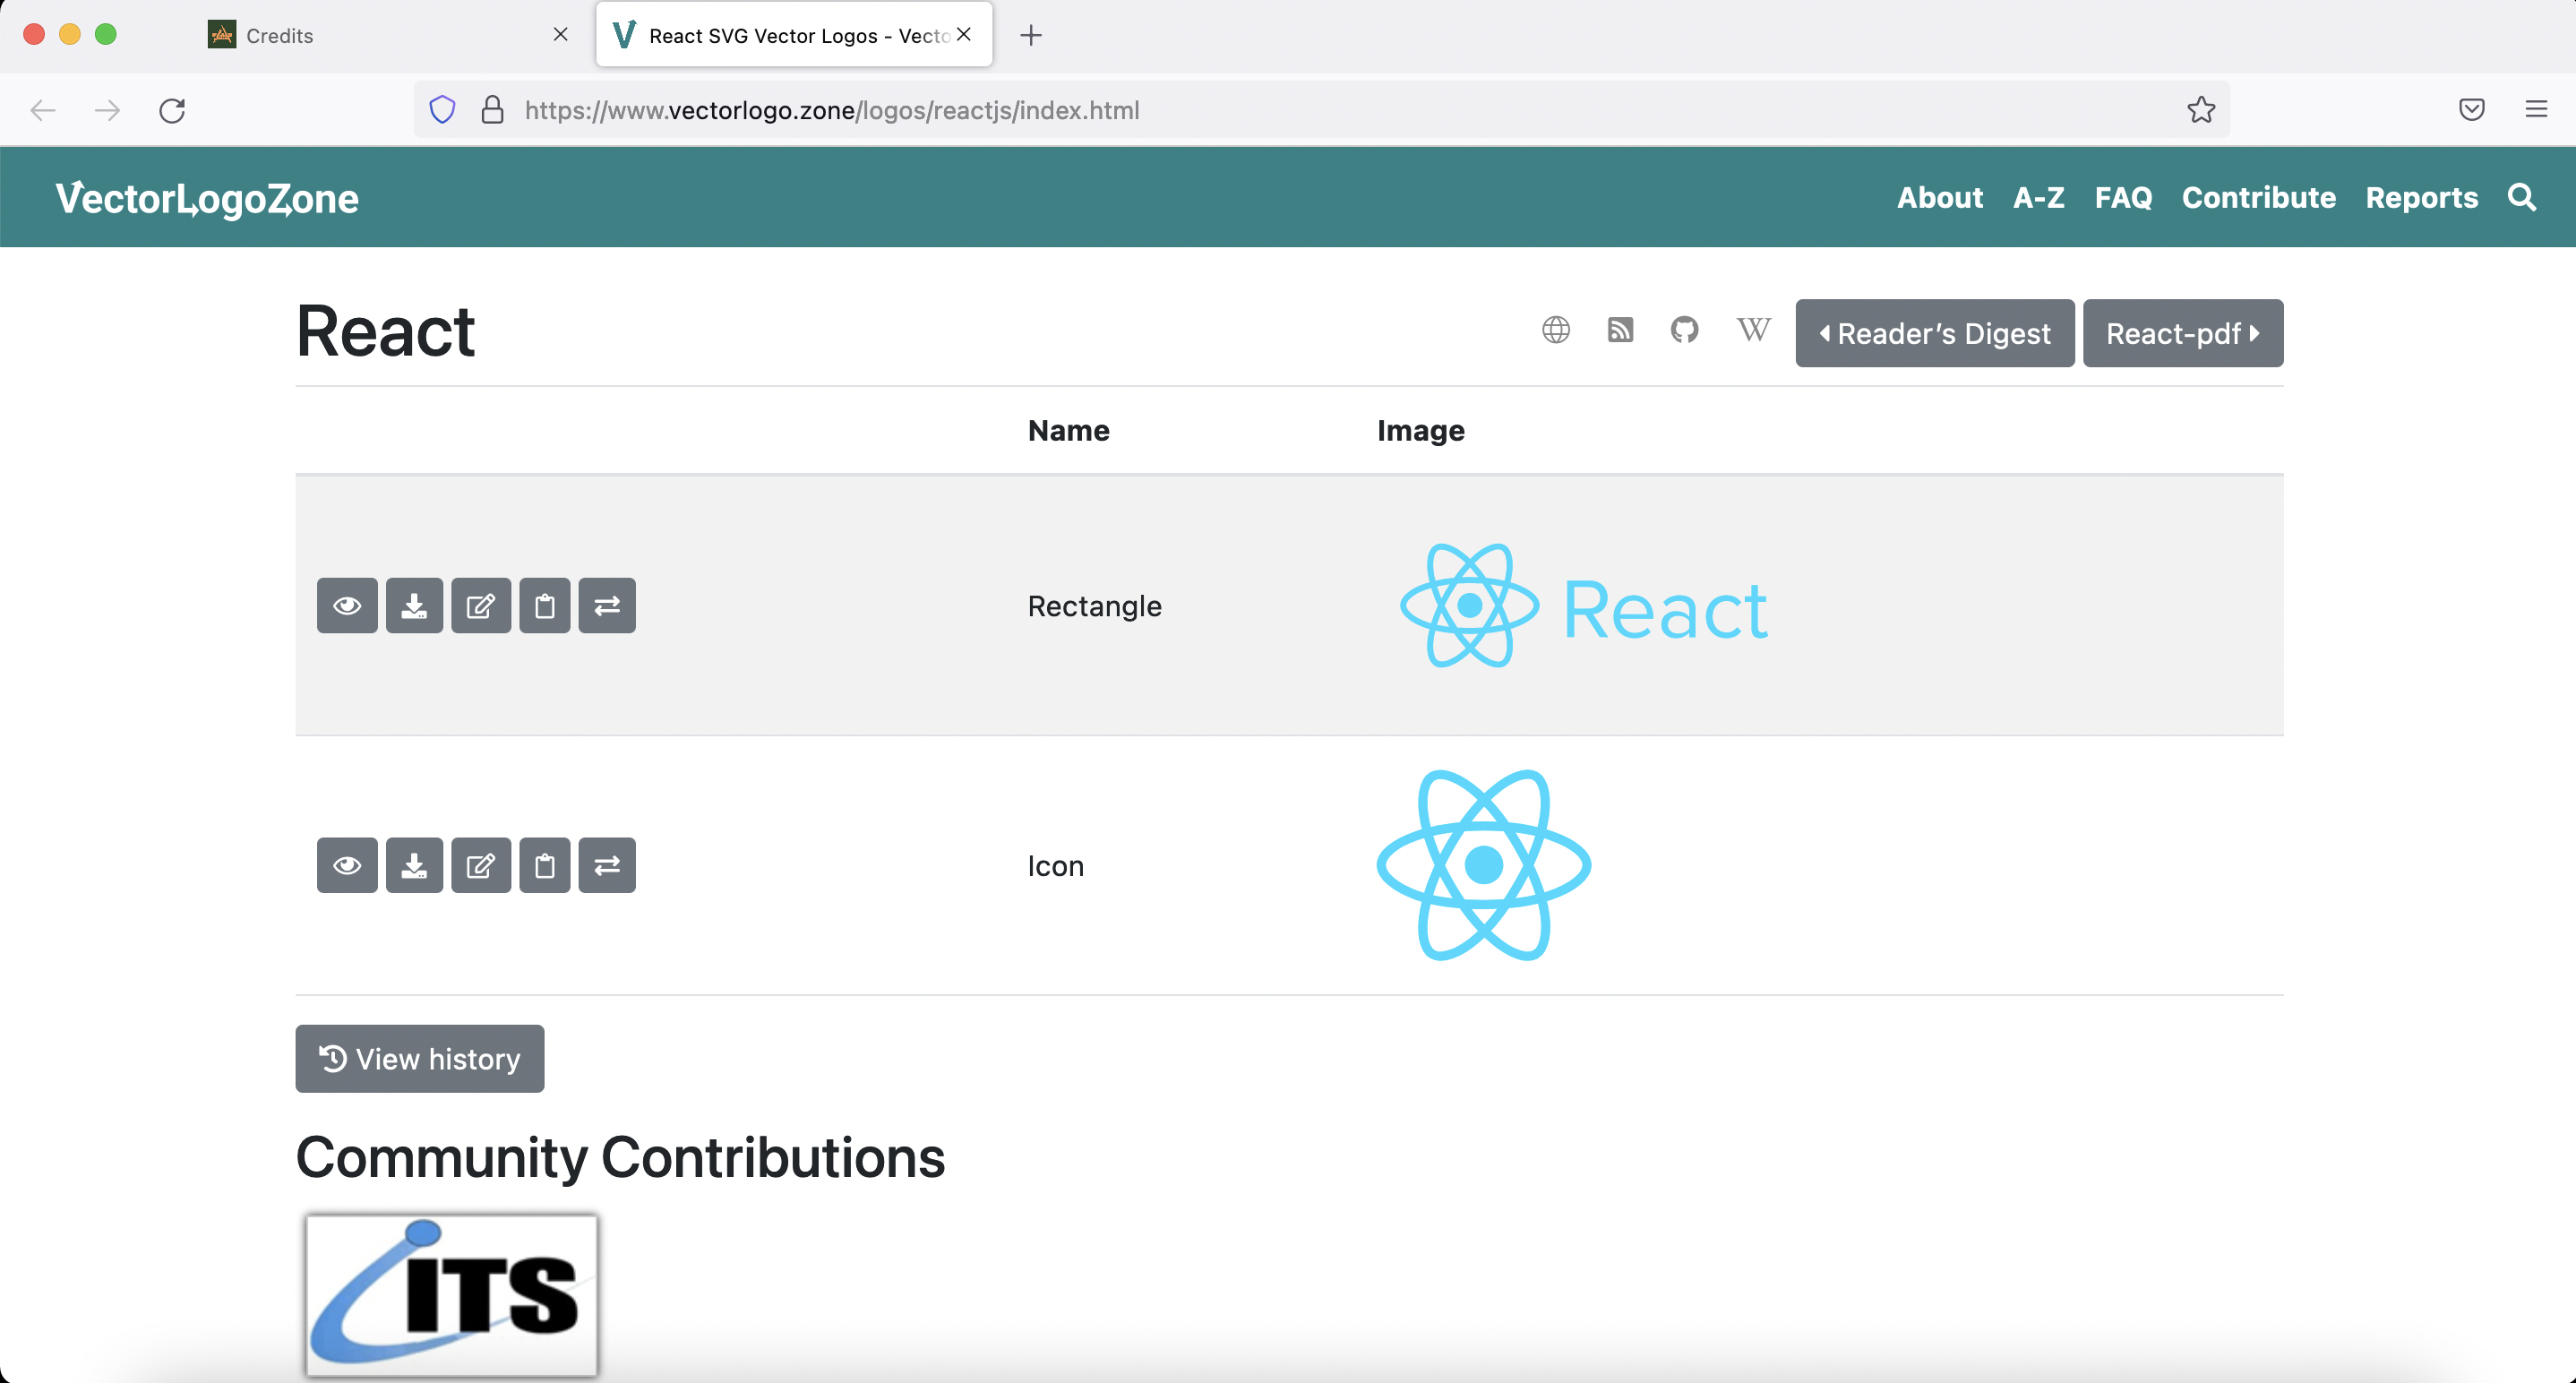 Credits
React SVG Vector Logos - Vecto
https://www.vectorlogo.zone/logos/reactjs/index.html
VectorLogoZone
About A-Z FAQ Contribute Reports
React
W
Reader’s Digest
React-pdf
Name Image
Rectangle
React
Icon
View history
Community Contributions
ITS